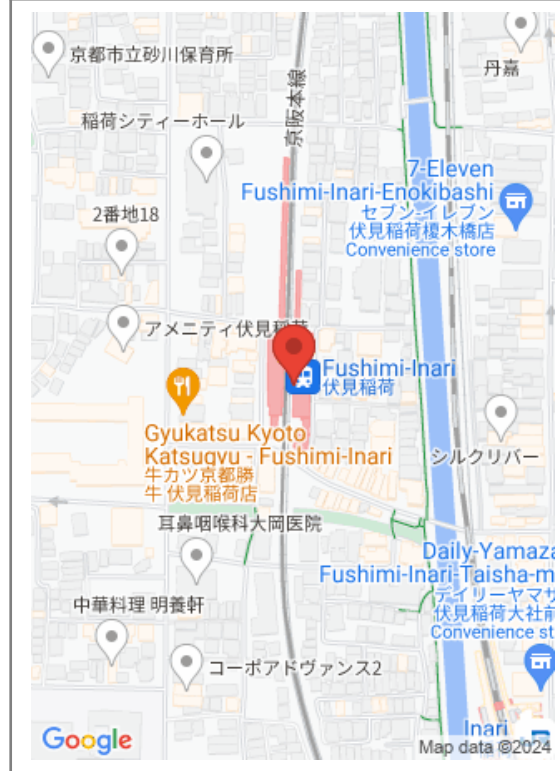 京都市立砂川保育所
丹嘉
京阪本線
稲荷シティーホール
7-Eleven
Fushimi-Inari-Enokibashi
セブン-イレブン
伏見稲荷榎木橋店
Convenience store
2番地18
アメニティ伏見稲荷
Fushimi-Inari
伏見稲荷
Gyukatsu Kyoto
Katsugyu - Fushimi-Inari
牛カツ京都勝
牛 伏見稲荷店
シルクリバー
耳鼻咽喉科大岡医院
Daily-Yamaza
Fushimi-Inari-Taisha-m
デイリーヤマザ
伏見稲荷大社前
Convenience st
中華料理 明養軒
コーポアドヴァンス2
Inari
Google
Map data ©2024